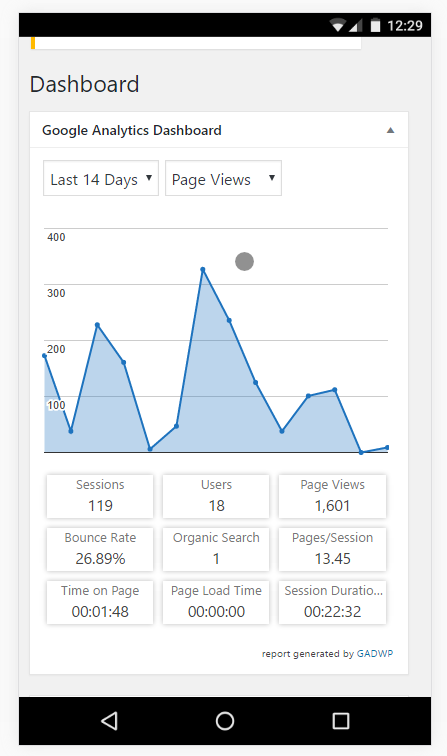 12:29
Dashboard
Google Analytics Dashboard
Last 14 Days Page Views
400
300
200
100
Sessions Users Page Views
119 18 1,601
Bounce Rate Organic Search Pages/Session
26.89% 1 13.45
Time on Page Page Load Time Session Duratio...
00:01:48 00:00:00 00:22:32
report generated by GADWP